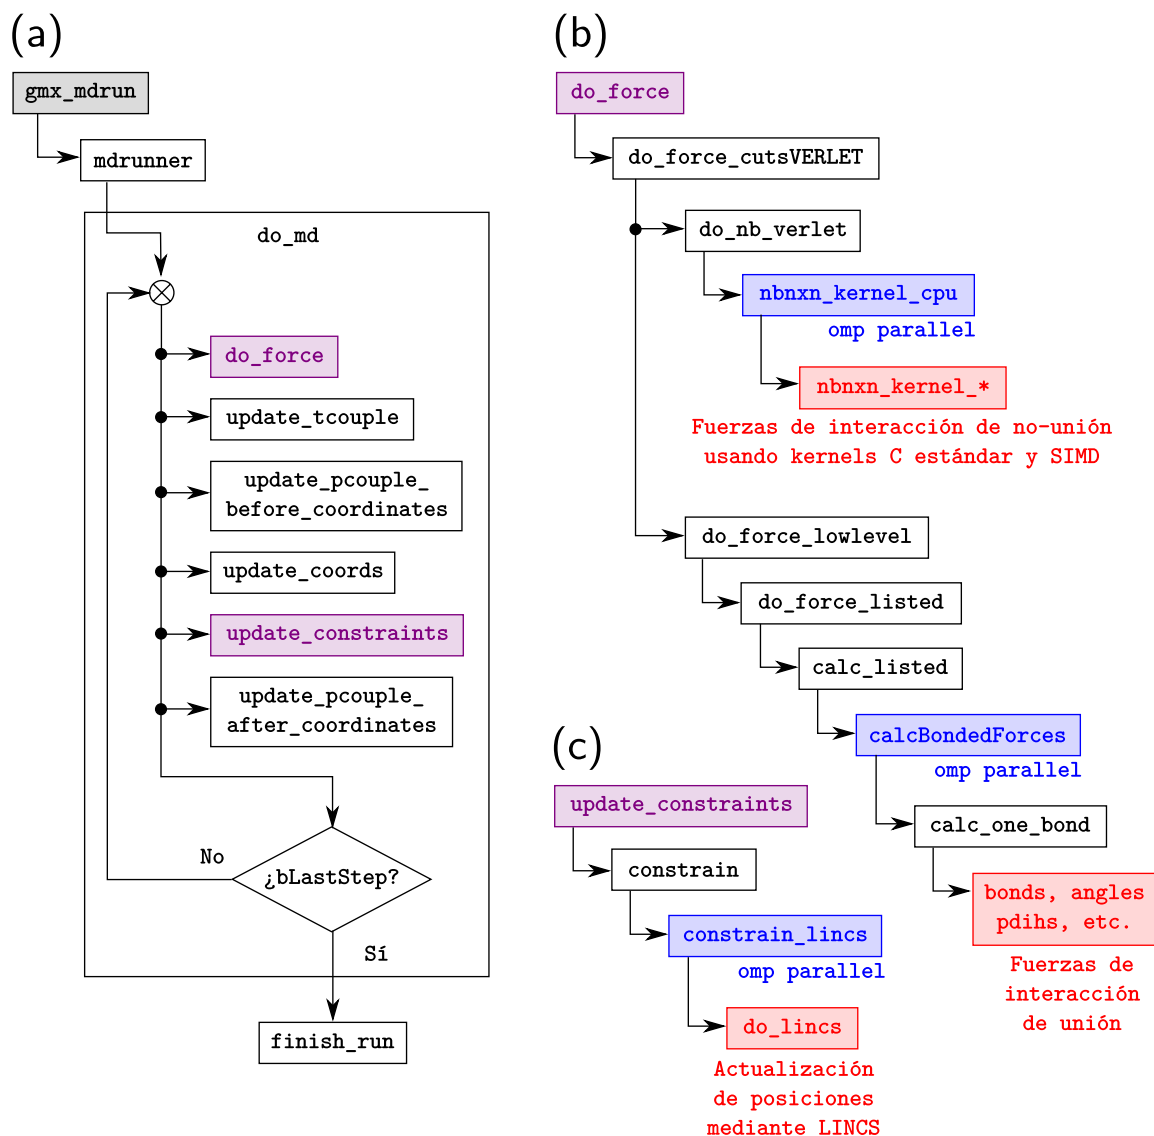 (a)
gmx_mdrun
mdrunner
do_md
do_force
update_tcouple
update_pcouple_
before_coordinates
update_coords
update_constraints
update_pcouple_
after_coordinates
No
¿bLastStep?
Sí
finish_run
(b)
do_force
do_force_cutsVERLET
do_nb_verlet
nbnxn_kernel_cpu
omp parallel
nbnxn_kernel_*
Fuerzas de interacción de no-unión
usando kernels C estándar y SIMD
do_force_lowlevel
do_force_listed
calc_listed
calcBondedForces
omp parallel
calc_one_bond
bonds, angles
pdihs, etc.
Fuerzas de
interacción
de unión
(c)
update_constraints
constrain
constrain_lincs
omp parallel
do_lincs
Actualización
de posiciones
mediante LINCS